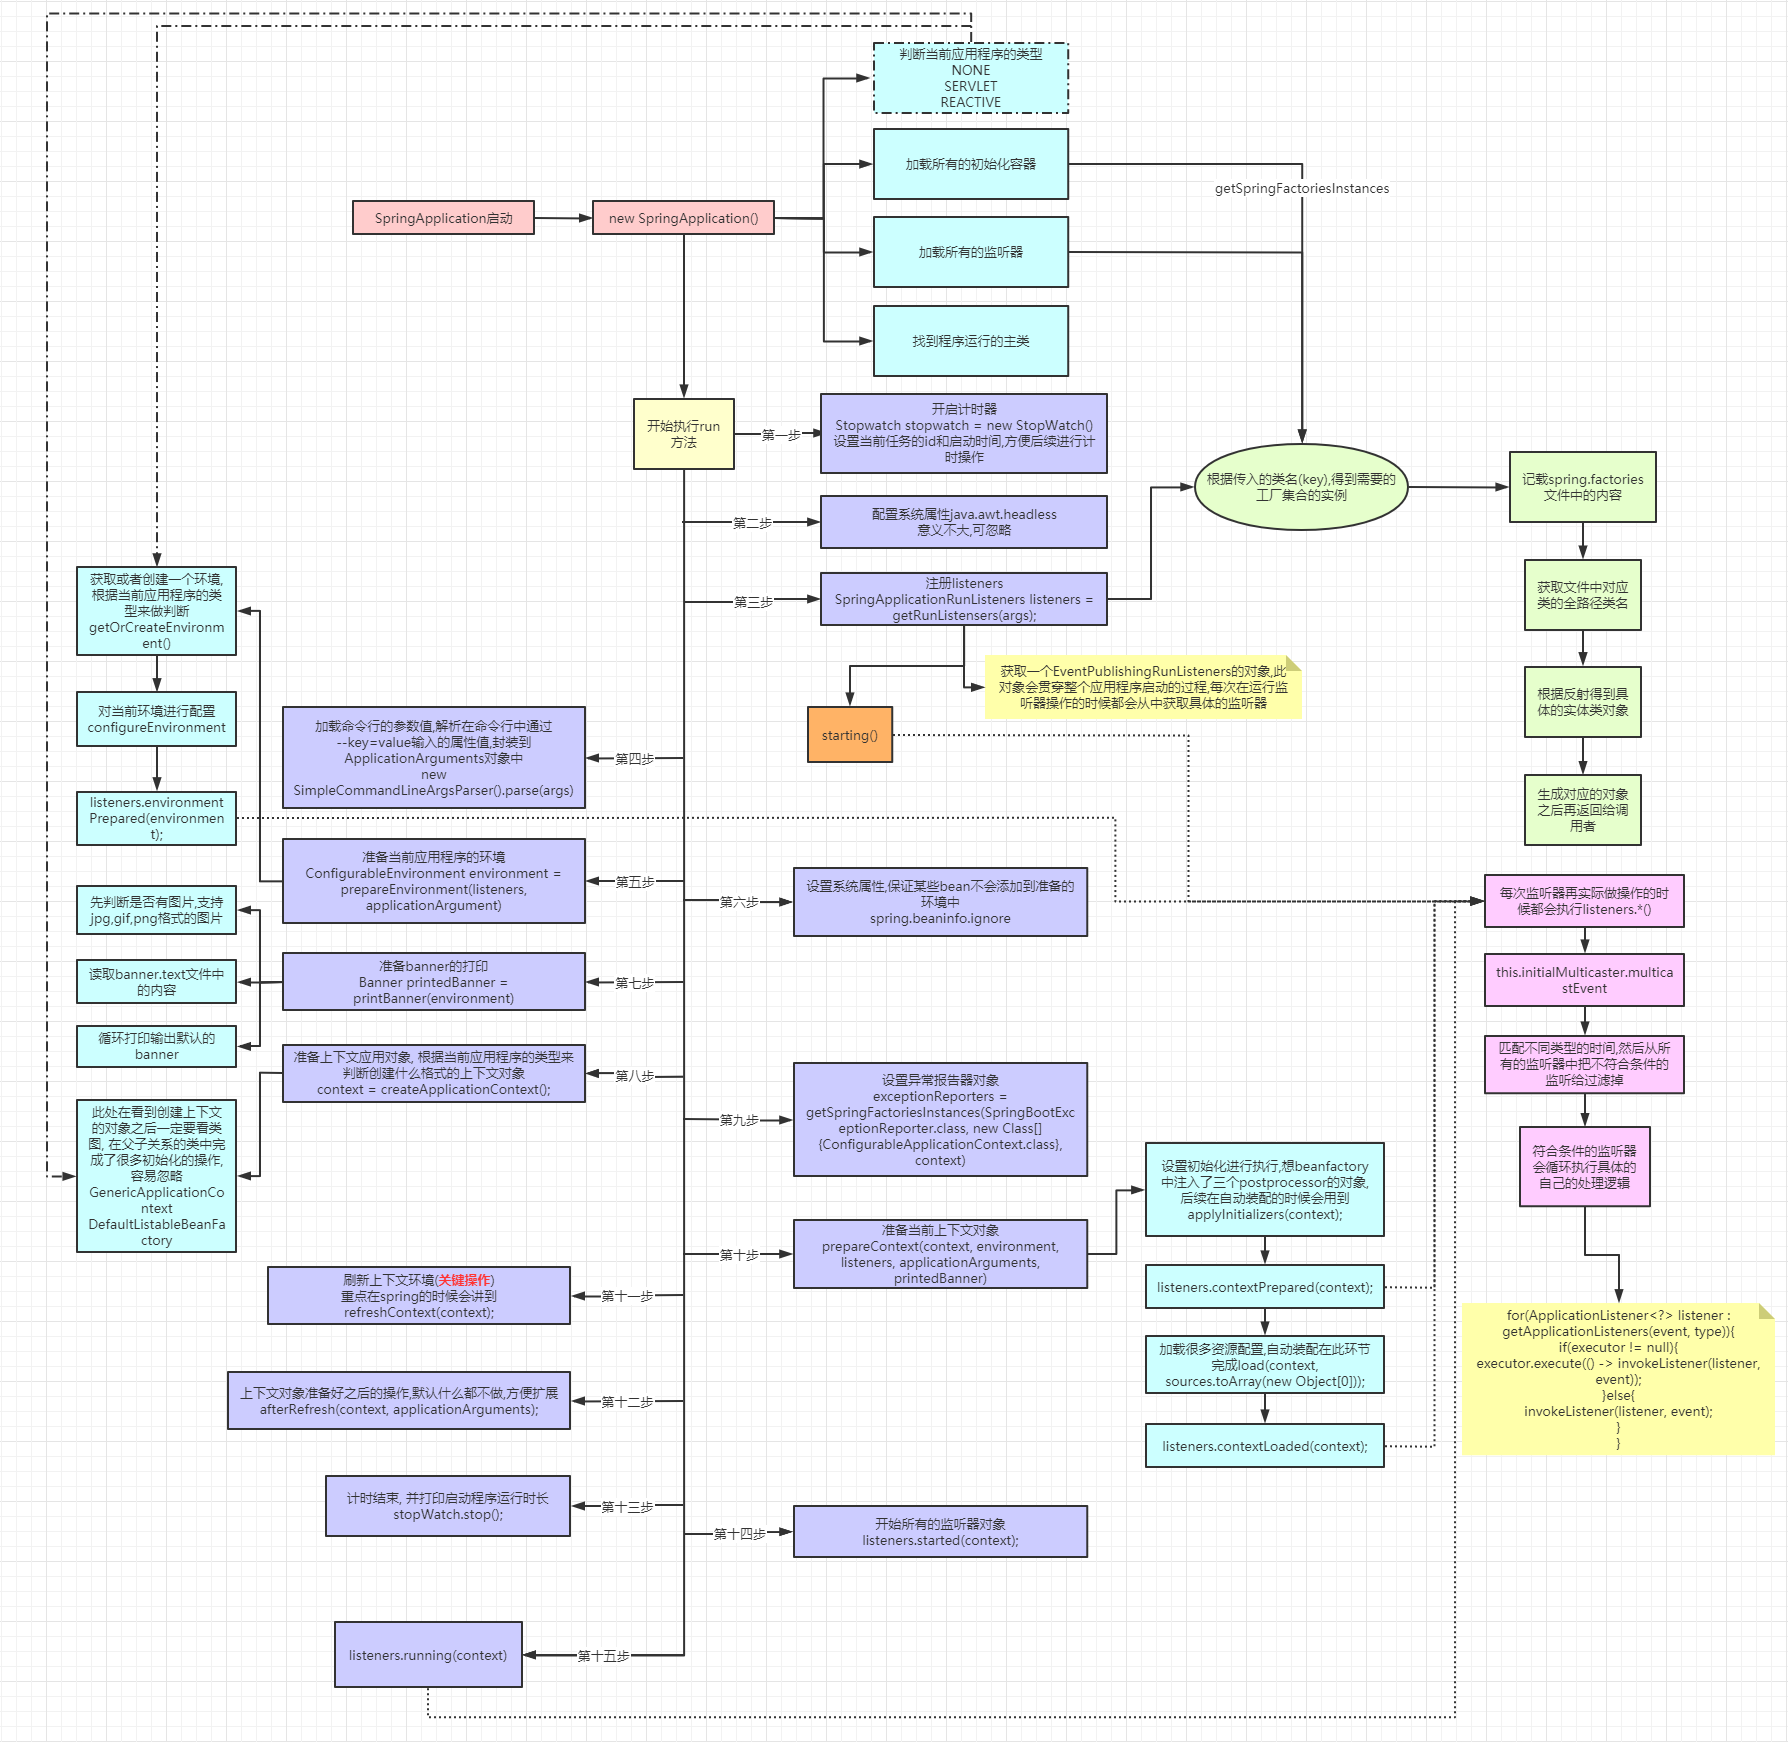 判断当前应用程序的类型
NONE
SERVLET
REACTIVE
加载所有的初始化容器
getSpringFactoriesInstances
SpringApplication启动
new SpringApplication()
加载所有的监听器
找到程序运行的主类
开始执行run
方法
第一步
开启计时器
Stopwatch stopwatch = new StopWatch()
设置当前任务的id和启动时间,方便后续进行计
时操作
根据传入的类名(key),得到需要的
工厂集合的实例
记载spring.factories
文件中的内容
第二步
配置系统属性java.awt.headless
意义不大,可忽略
获取文件中对应
类的全路径类名
第三步
注册listeners
SpringApplicationRunListeners listeners =
getRunListensers(args);
获取或者创建一个环境,
根据当前应用程序的类
型来做判断
getOrCreateEnvironm
ent()
获取一个EventPublishingRunListeners的对象,此
对象会贯穿整个应用程序启动的过程,每次在运行监
听器操作的时候都会从中获取具体的监听器
根据反射得到具
体的实体类对象
对当前环境进行配置
configureEnvironment
starting()
加载命令行的参数值,解析在命令行中通过
--key=value输入的属性值,封装到
ApplicationArguments对象中
new
SimpleCommandLineArgsParser().parse(args)
第四步
生成对应的对象
之后再返回给调
用者
listeners.environment
Prepared(environmen
t);
准备当前应用程序的环境
ConfigurableEnvironment environment =
prepareEnvironment(listeners,
applicationArgument)
第五步
第六步
设置系统属性,保证某些bean不会添加到准备的
环境中
spring.beaninfo.ignore
每次监听器再实际做操作的时
候都会执行listeners.*()
先判断是否有图片,支持
jpg,gif,png格式的图片
读取banner.text文件中
的内容
准备banner的打印
Banner printedBanner =
printBanner(environment)
第七步
this.initialMulticaster.multica
stEvent
循环打印输出默认的
banner
准备上下文应用对象, 根据当前应用程序的类型来
判断创建什么格式的上下文对象
context = createApplicationContext();
第八步
匹配不同类型的时间,然后从所
有的监听器中把不符合条件的
监听给过滤掉
此处在看到创建上下文
的对象之后一定要看类
图, 在父子关系的类中完
成了很多初始化的操作,
容易忽略
GenericApplicationCo
ntext
DefaultListableBeanFa
ctory
第九步
设置异常报告器对象
exceptionReporters =
getSpringFactoriesInstances(SpringBootExc
eptionReporter.class, new Class[]
{ConfigurableApplicationContext.class},
context)
符合条件的监听器
会循环执行具体的
自己的处理逻辑
设置初始化进行执行,想beanfactory
中注入了三个postprocessor的对象,
后续在自动装配的时候会用到
applyInitializers(context);
第十步
准备当前上下文对象
prepareContext(context, environment,
listeners, applicationArguments,
printedBanner)
listeners.contextPrepared(context);
刷新上下文环境(关键操作)
重点在spring的时候会讲到
refreshContext(context);
第十一步
加载很多资源配置,自动装配在此环节
完成load(context,
sources.toArray(new Object[0]));
for(ApplicationListener<?> listener :
getApplicationListeners(event, type)){
if(executor != null){
executor.execute(() -> invokeListener(listener,
event));
}else{
invokeListener(listener, event);
}
}
上下文对象准备好之后的操作,默认什么都不做,方便扩展
afterRefresh(context, applicationArguments);
第十二步
listeners.contextLoaded(context);
计时结束, 并打印启动程序运行时长
stopWatch.stop();
第十三步
第十四步
开始所有的监听器对象
listeners.started(context);
listeners.running(context)
第十五步